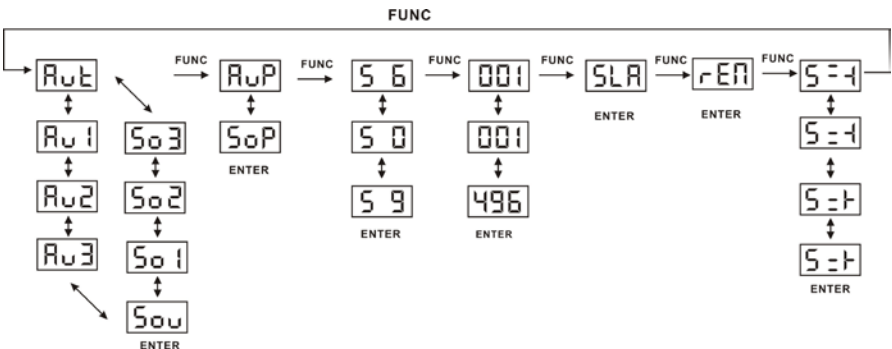 FUNC
Aut FUNC AuP FUNC S 6 FUNC 001 FUNC SLA FUNC rEM FUNC S=-|
Au1 So3 SoP S 0 001 ENTER ENTER S=-|
ENTER
Au2 So2 S 9 496 S=|-
Au3 So1 ENTER ENTER S=|-
ENTER
Sou
ENTER